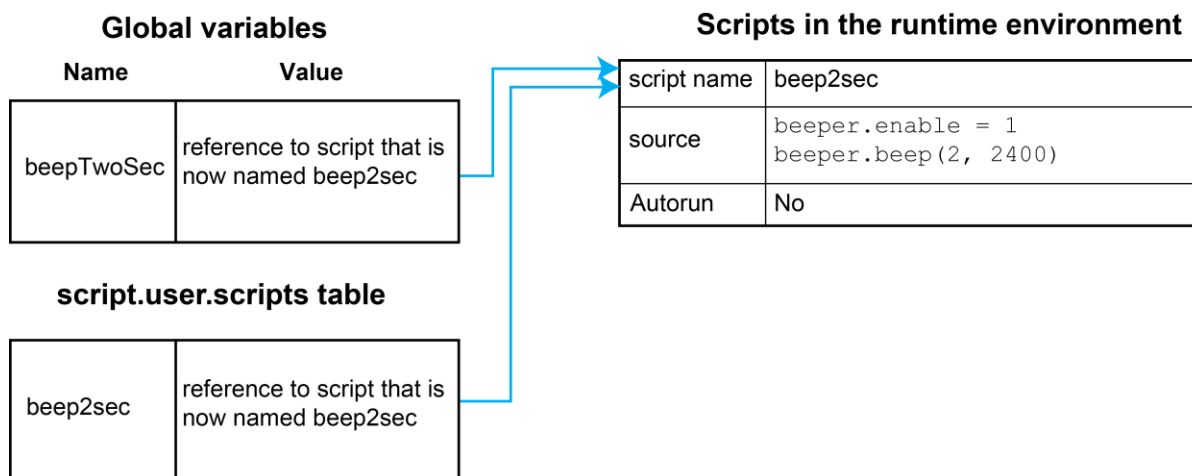 Global variables
Name Value
beepTwoSec
reference to script that is
now named beep2sec
script.user.scripts table
beep2sec
reference to script that is
now named beep2sec
Scripts in the runtime environment
script name beep2sec
source
beeper.enable = 1
beeper.beep(2, 2400)
Autorun No